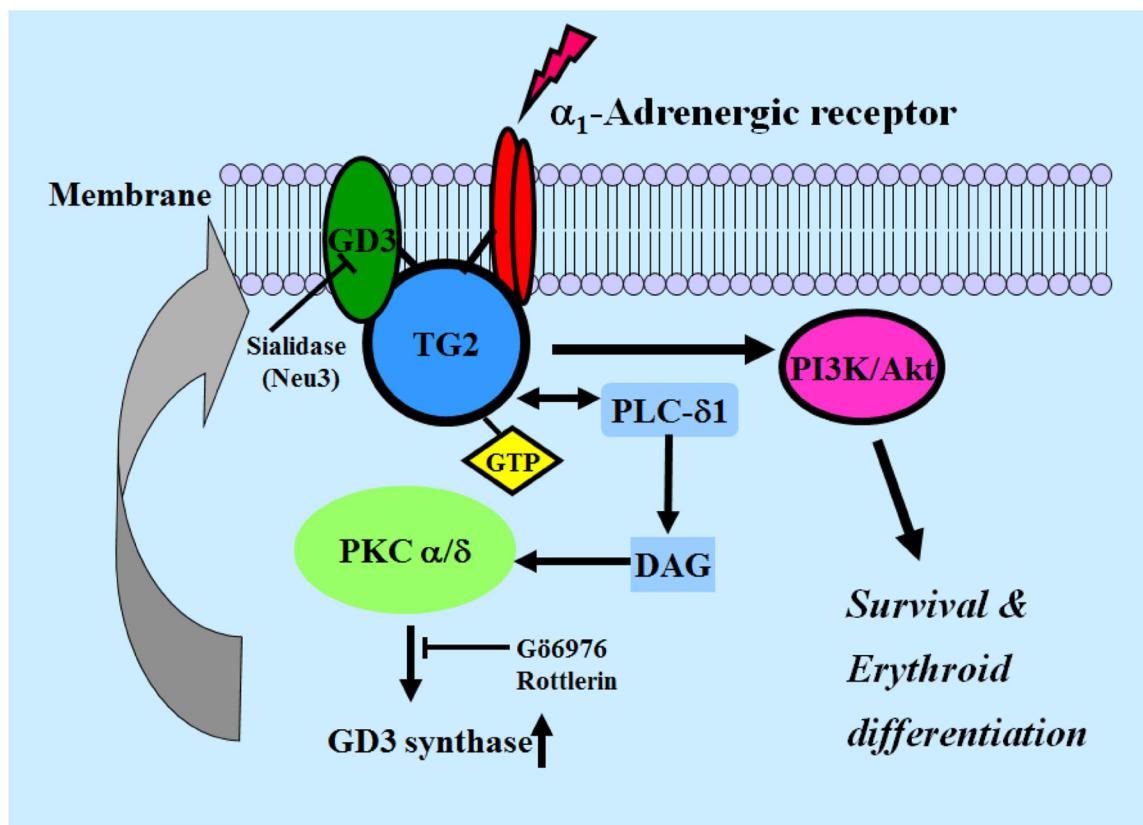 α₁-Adrenergic receptor
Membrane
GD3
Sialidase
(Neu3)
TG2
PI3K/Akt
PLC-δ1
GTP
PKC α/δ
DAG
Gö6976
Rottlerin
GD3 synthase
Survival &
Erythroid
differentiation